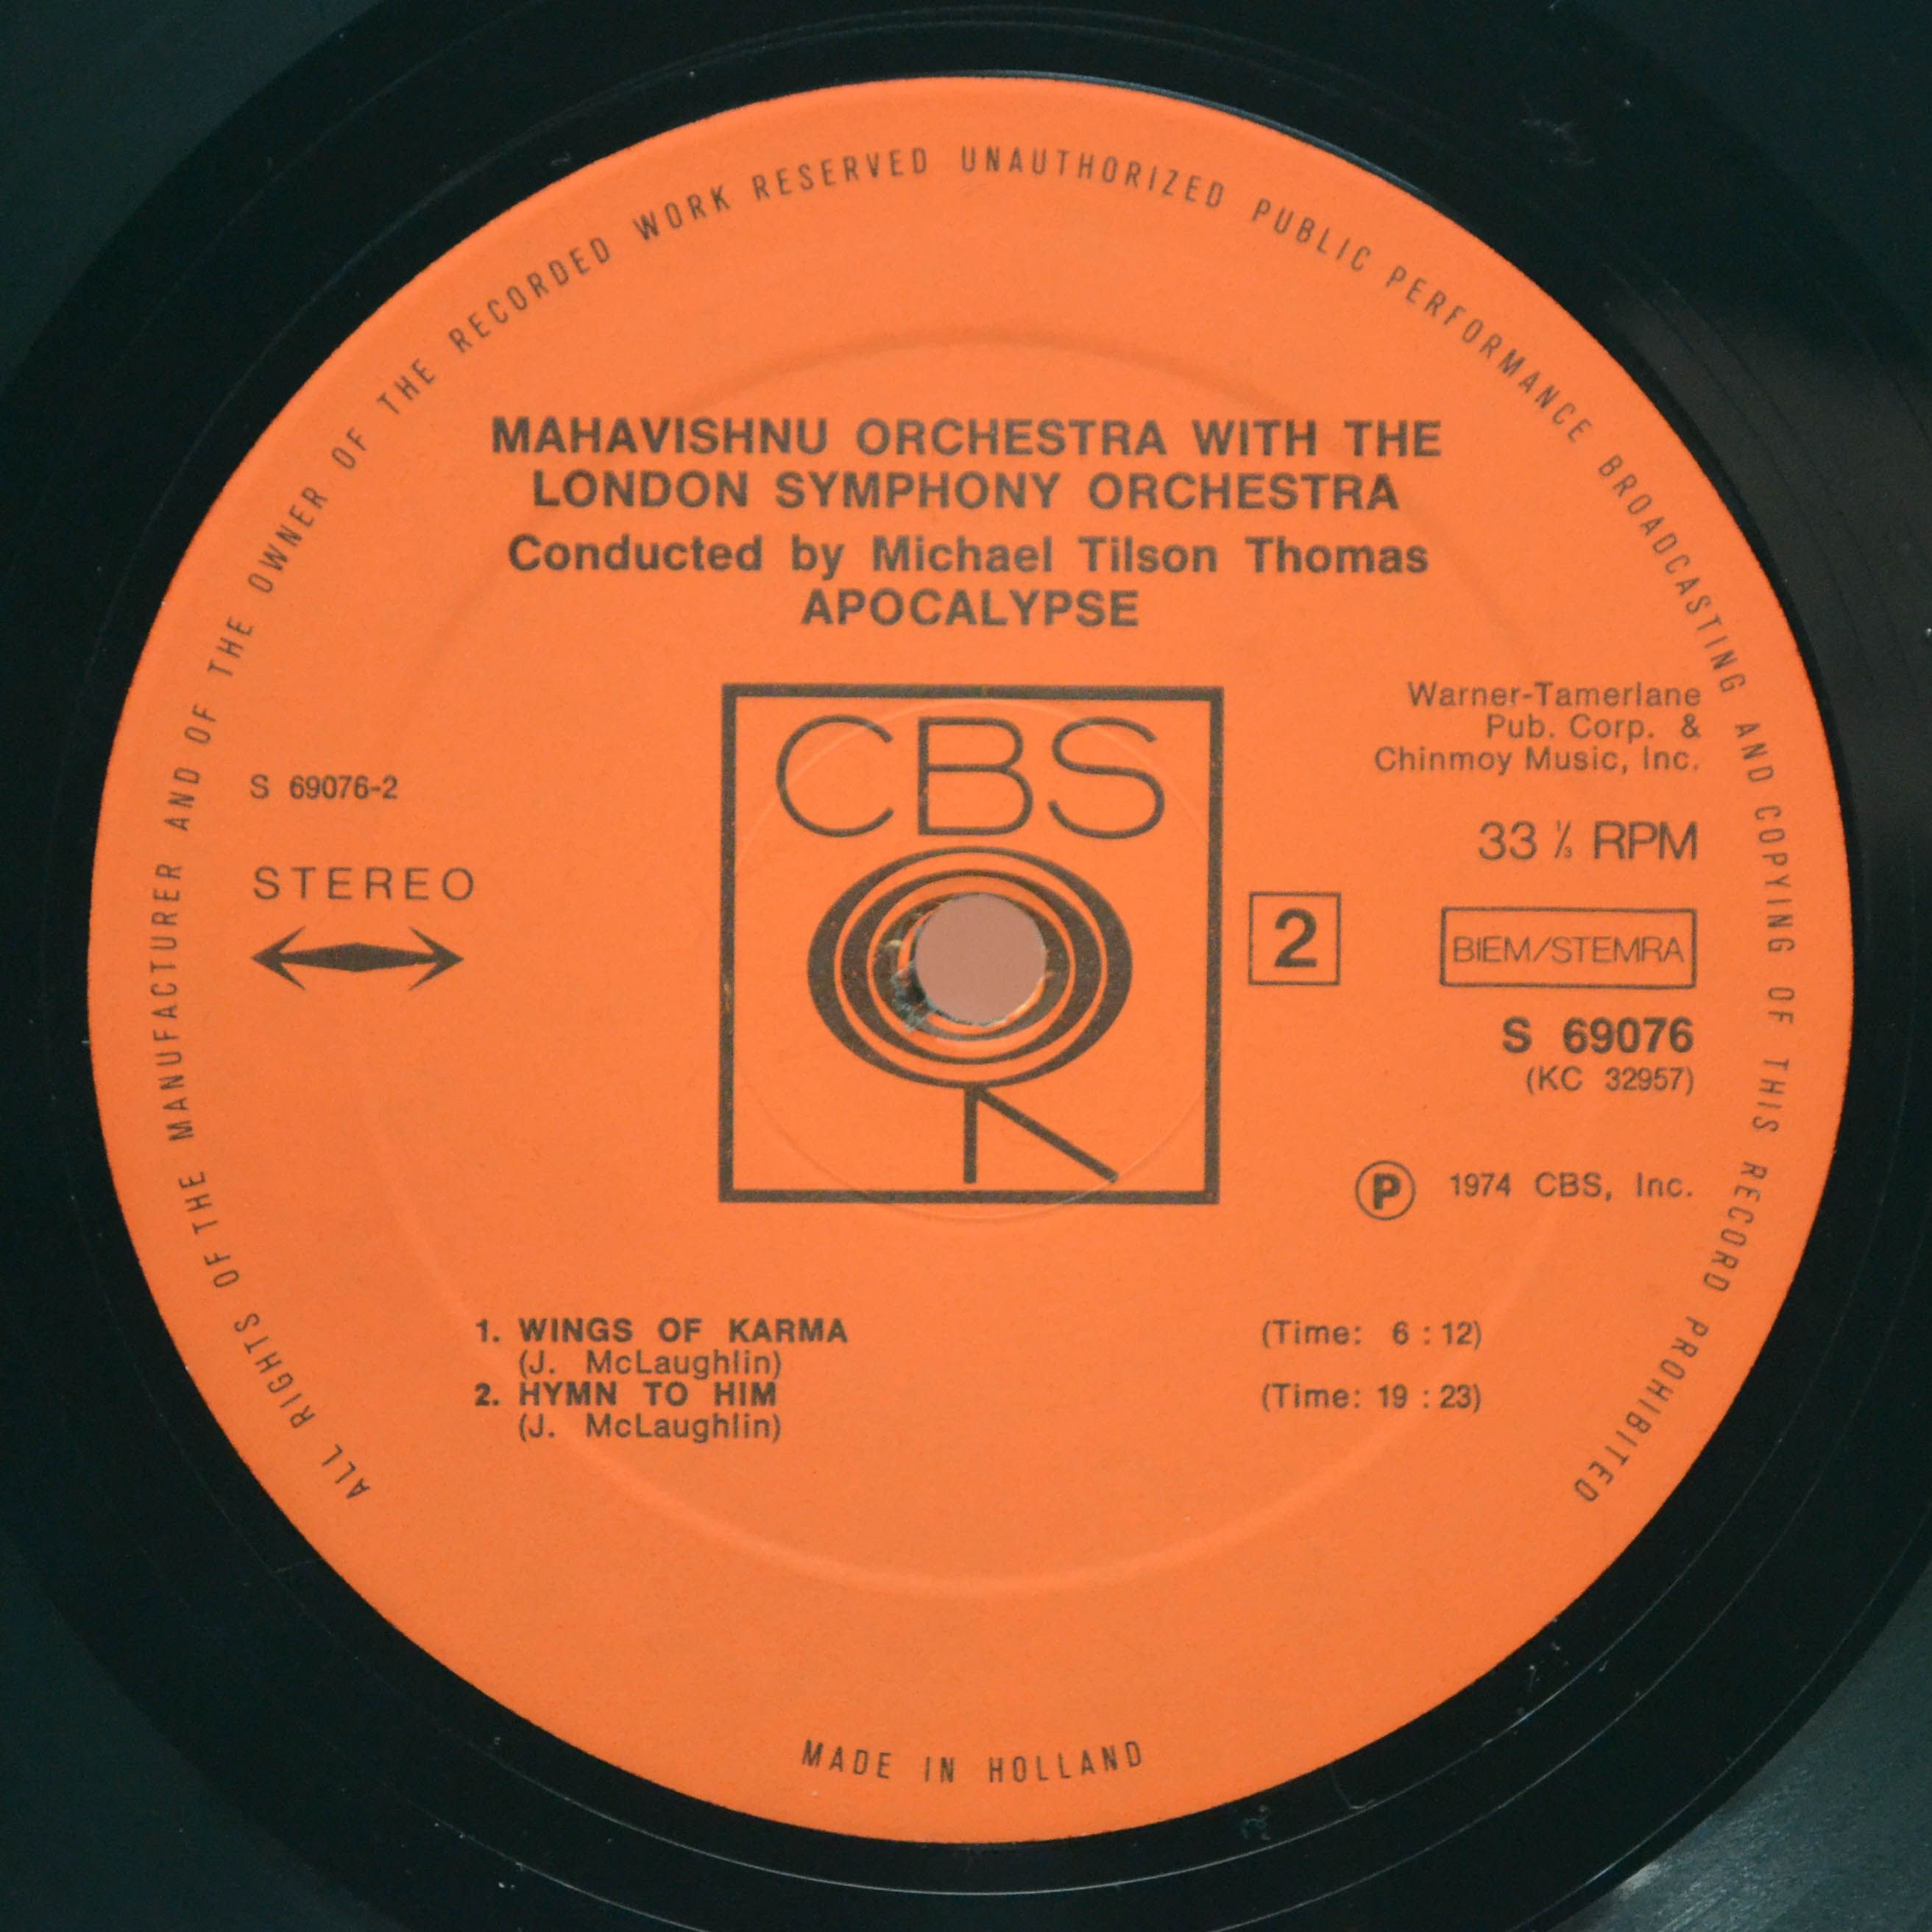 ALL RIGHTS OF THE MANUFACTURER AND OF THE OWNER OF THE RECORDED WORK RESERVED UNAUTHORIZED PUBLIC PERFORMANCE BROADCASTING AND COPYING OF THIS RECORD PROHIBITED
MAHAVISHNU ORCHESTRA WITH THE
LONDON SYMPHONY ORCHESTRA
Conducted by Michael Tilson Thomas
APOCALYPSE
CBS
S 69076-2
STEREO
Warner-Tamerlane
Pub. Corp. &
Chinmoy Music, Inc.
33 1/3 RPM
2
BIEM/STEMRA
S 69076
(KC 32957)
P 1974 CBS, Inc.
1. WINGS OF KARMA (Time: 6 : 12)
(J. McLaughlin)
2. HYMN TO HIM (Time: 19 : 23)
(J. McLaughlin)
MADE IN HOLLAND